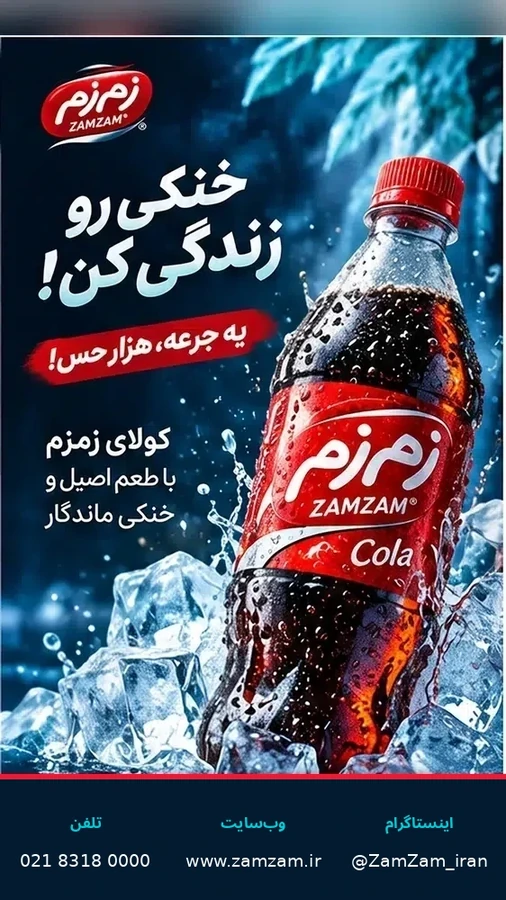 زمزم
ZAMZAM®
خنکی رو
زندگی کن!
یه جرعه، هزار حس!
کولای زمزم
با طعم اصیل و
خنکی ماندگار
زمزم
ZAMZAM®
Cola
اینستاگرام
@ZamZam_iran
وب‌سایت
www.zamzam.ir
تلفن
021 8318 0000